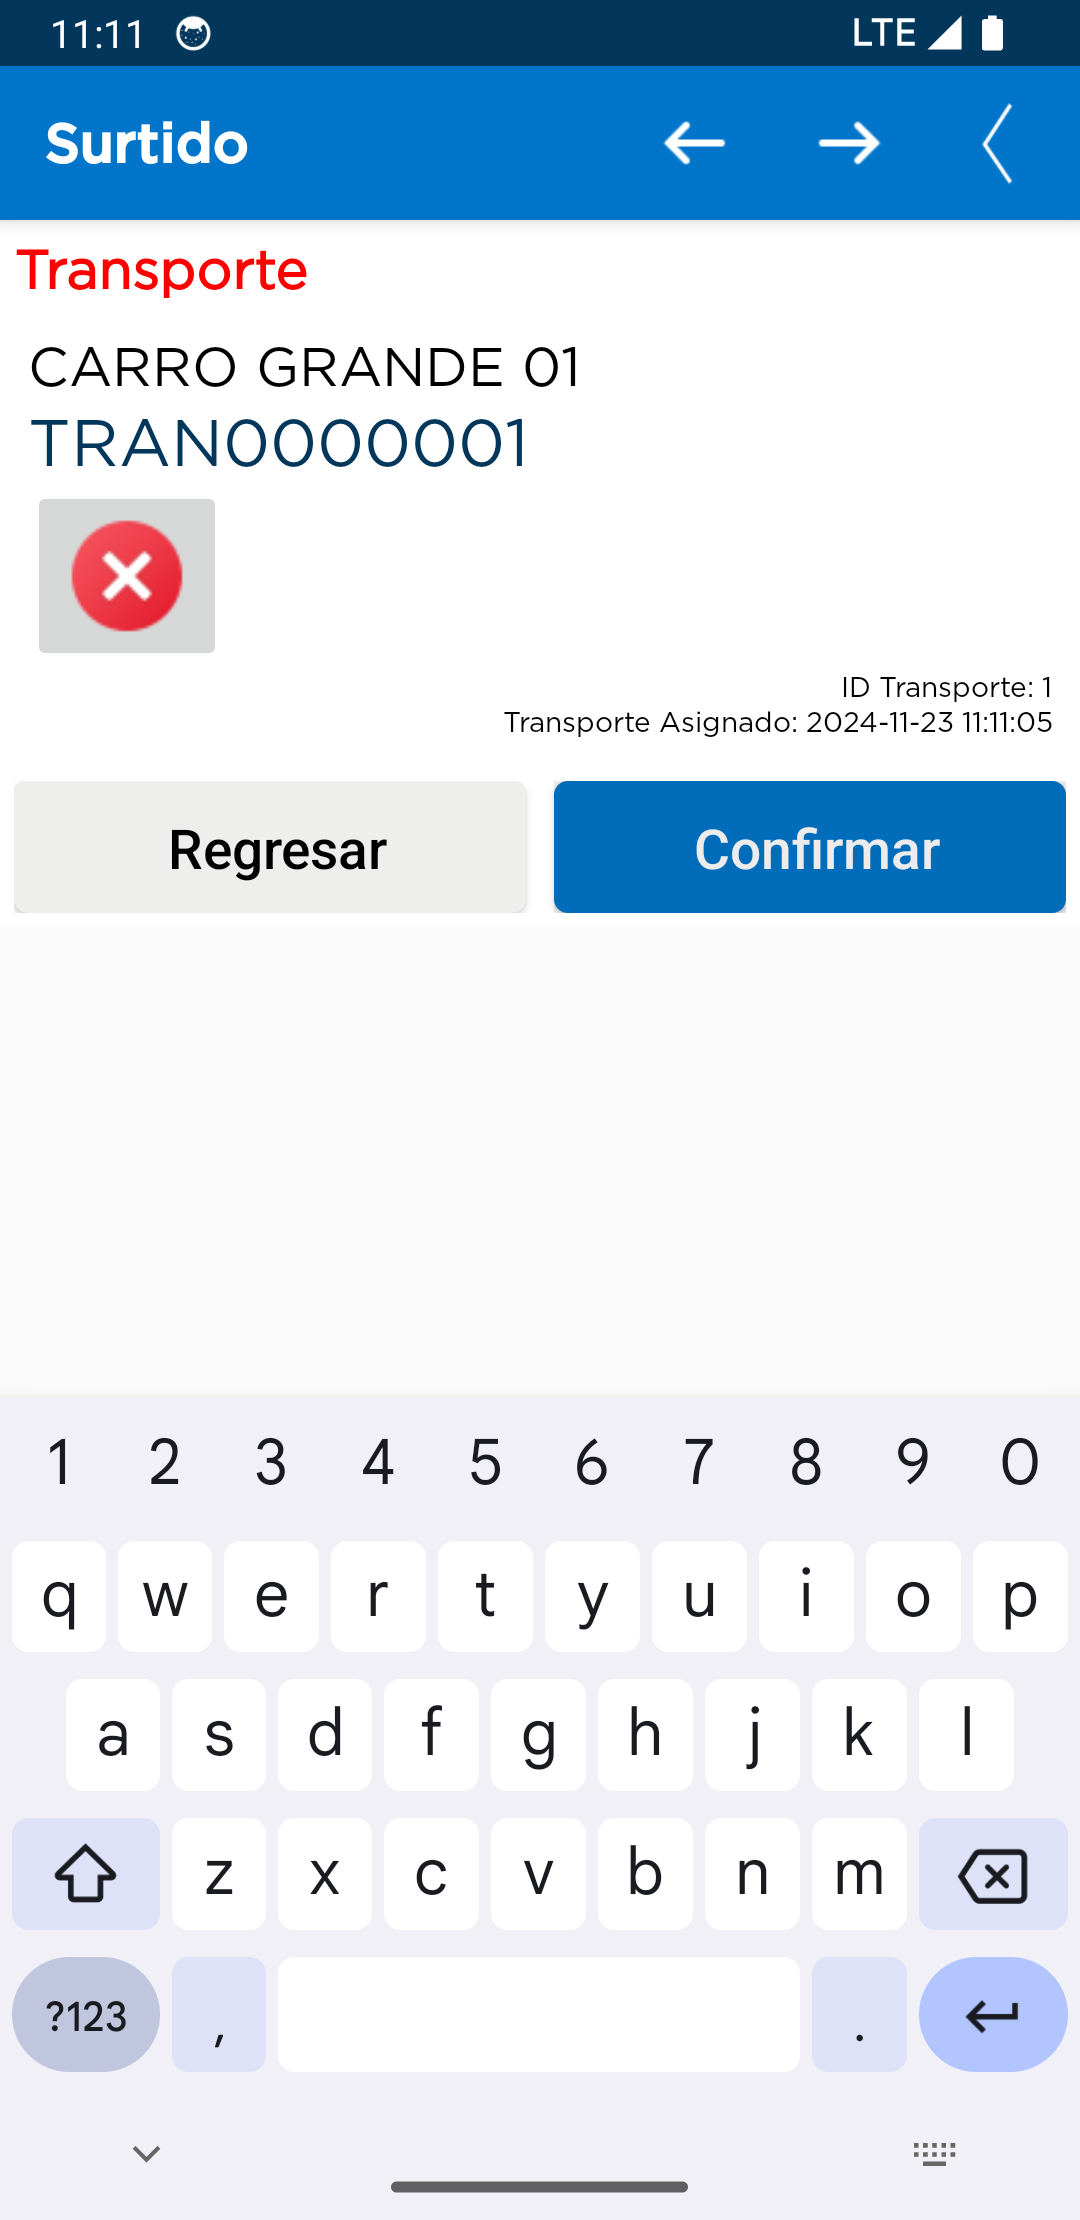 11:11 LTE
Surtido
Transporte
CARRO GRANDE 01
TRAN0000001
ID Transporte: 1
Transporte Asignado: 2024-11-23 11:11:05
Regresar Confirmar
1 2 3 4 5 6 7 8 9 0
q w e r t y u i o p
a s d f g h j k l
z x c v b n m
?123 , .